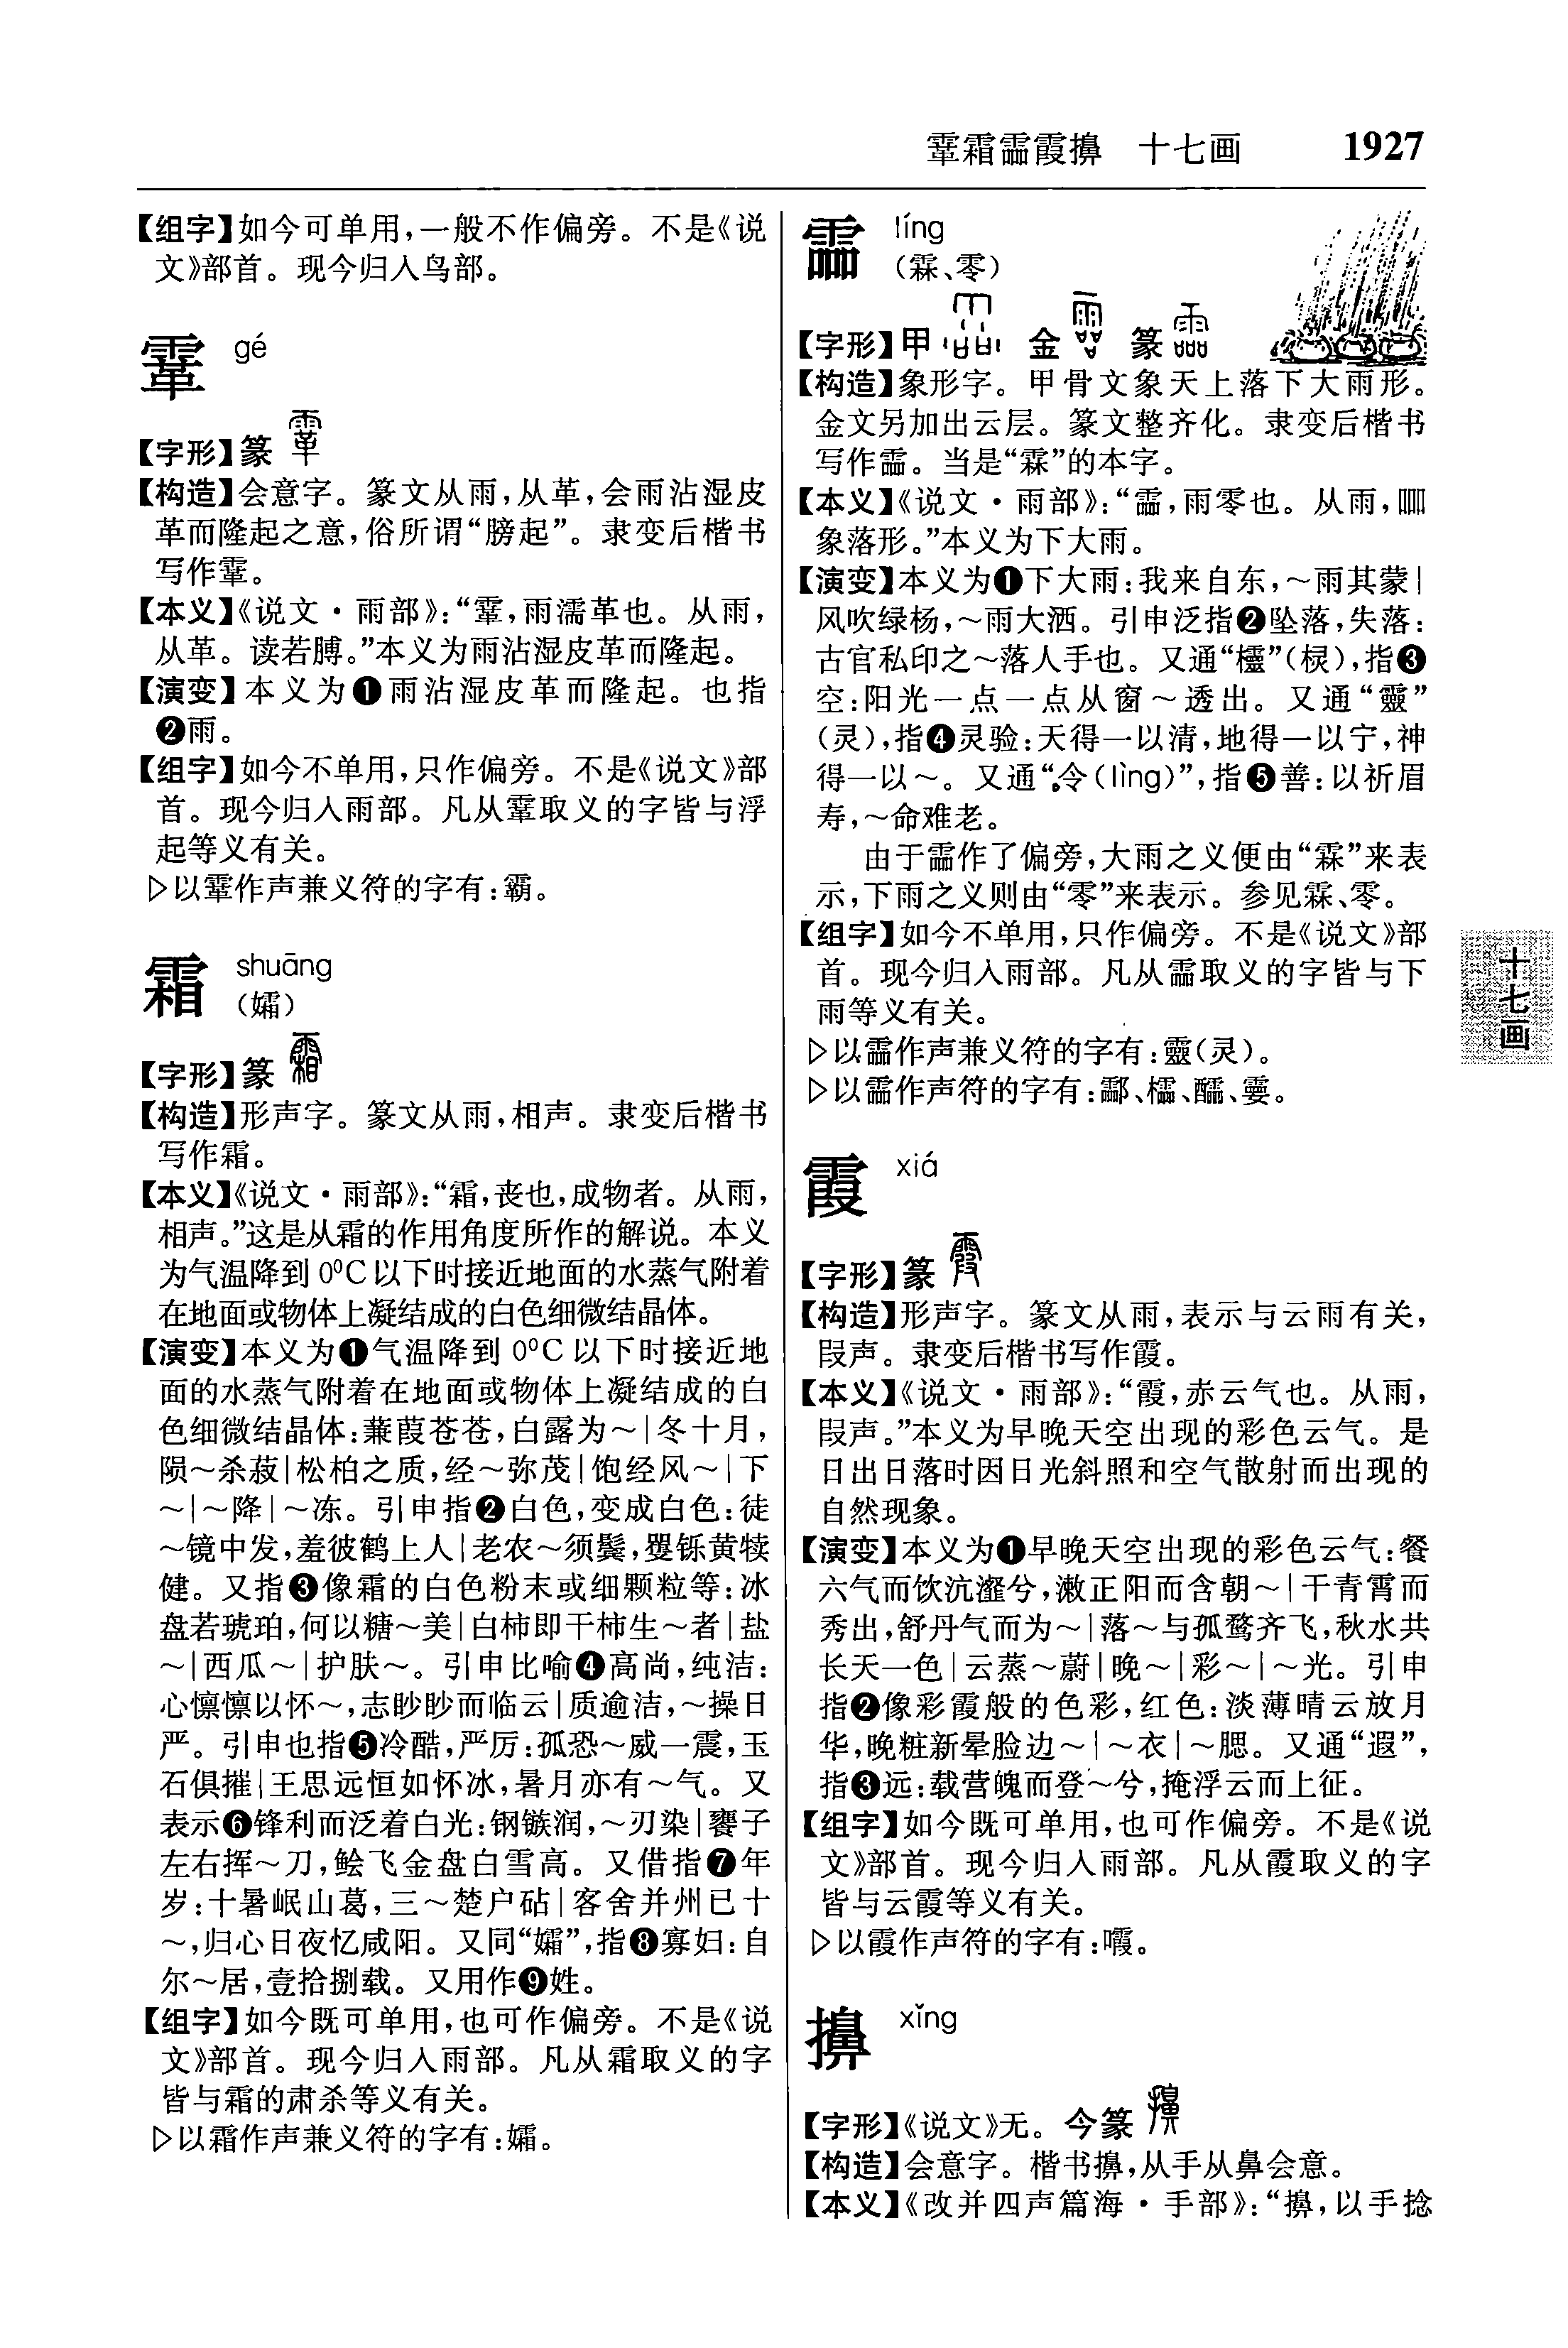 䩗霜霝霞擤 十七画 1927
【组字】如今可单用，一般不作偏旁。不是《说
文》部首。现今归入鸟部。
䨣 gé
【字形】篆
【构造】会意字。篆文从雨，从革，会雨沾湿皮
革而隆起之意，俗所谓“膀起”。隶变后楷书
写作䨣。
【本义】《说文·雨部》：“䨣，雨濡革也。从雨，
从革。读若膊。”本义为雨沾湿皮革而隆起。
【演变】本义为❶雨沾湿皮革而隆起。也指
❷雨。
【组字】如今不单用，只作偏旁。不是《说文》部
首。现今归入雨部。凡从䨣取义的字皆与浮
起等义有关。
▷以䨣作声兼义符的字有：霸。
霜 shuāng
（孀）
【字形】篆
【构造】形声字。篆文从雨，相声。隶变后楷书
写作霜。
【本义】《说文·雨部》：“霜，丧也，成物者。从雨，
相声。”这是从霜的作用角度所作的解说。本义
为气温降到0⁰C以下时接近地面的水蒸气附着
在地面或物体上凝结成的白色细微结晶体。
【演变】本义为❶气温降到0⁰C以下时接近地
面的水蒸气附着在地面或物体上凝结成的白
色细微结晶体：蒹葭苍苍，白露为～|冬十月，
陨～杀菽|松柏之质，经～弥茂|饱经风～|下
～|～降|～冻。引申指❷白色，变成白色：徒
～镜中发，羞彼鹤上人|老农～须鬓，矍铄黄犊
健。又指❸像霜的白色粉末或细颗粒等：冰
盘若琥珀，何以糖～美|白柿即干柿生～者|盐
～|西瓜～|护肤～。引申比喻❹高尚，纯洁：
心懔懔以怀～，志眇眇而临云|质逾洁，～操日
严。引申也指❺冷酷，严厉：孤恐～威一震，玉
石俱摧|王思远恒如怀冰，暑月亦有～气。又
表示❻锋利而泛着白光：钢镞润，～刃染|饔子
左右挥～刀，鲙飞金盘白雪高。又借指❼年
岁：十暑岷山葛，三～楚户砧|客舍并州已十
～，归心日夜忆咸阳。又同“孀”，指❽寡妇：自
尔～居，壹拾捌载。又用作❾姓。
【组字】如今既可单用，也可作偏旁。不是《说
文》部首。现今归入雨部。凡从霜取义的字
皆与霜的肃杀等义有关。
▷以霜作声兼义符的字有：孀。
霝 líng
（霖、零）
【字形】甲 金 篆
【构造】象形字。甲骨文象天上落下大雨形。
金文另加出云层。篆文整齐化。隶变后楷书
写作霝。当是“霖”的本字。
【本义】《说文·雨部》：“霝，雨零也。从雨，㗊
象落形。”本义为下大雨。
【演变】本义为❶下大雨：我来自东，～雨其蒙|
风吹绿杨，～雨大洒。引申泛指❷坠落，失落：
古官私印之～落人手也。又通“櫺”（棂），指❸
空：阳光一点一点从窗～透出。又通“靈”
（灵），指❹灵验：天得一以清，地得一以宁，神
得一以～。又通“令（lìng）”，指❺善：以祈眉
寿，～命难老。
由于霝作了偏旁，大雨之义便由“霖”来表
示，下雨之义则由“零”来表示。参见霖、零。
【组字】如今不单用，只作偏旁。不是《说文》部
首。现今归入雨部。凡从霝取义的字皆与下
雨等义有关。
▷以霝作声兼义符的字有：靈（灵）。
▷以霝作声符的字有：酃、櫺、醽、孁。
霞 xiá
【字形】篆
【构造】形声字。篆文从雨，表示与云雨有关，
叚声。隶变后楷书写作霞。
【本义】《说文·雨部》：“霞，赤云气也。从雨，
叚声。”本义为早晚天空出现的彩色云气。是
日出日落时因日光斜照和空气散射而出现的
自然现象。
【演变】本义为❶早晚天空出现的彩色云气：餐
六气而饮沆瀣兮，漱正阳而含朝～|干青霄而
秀出，舒丹气而为～|落～与孤鹜齐飞，秋水共
长天一色|云蒸～蔚|晚～|彩～|～光。引申
指❷像彩霞般的色彩，红色：淡薄晴云放月
华，晚粧新晕脸边～|～衣|～腮。又通“遐”，
指❸远：载营魄而登～兮，掩浮云而上征。
【组字】如今既可单用，也可作偏旁。不是《说
文》部首。现今归入雨部。凡从霞取义的字
皆与云霞等义有关。
▷以霞作声符的字有：㗿。
擤 xǐng
【字形】《说文》无。今篆
【构造】会意字。楷书擤，从手从鼻会意。
【本义】《改并四声篇海·手部》：“擤，以手捻
十七画